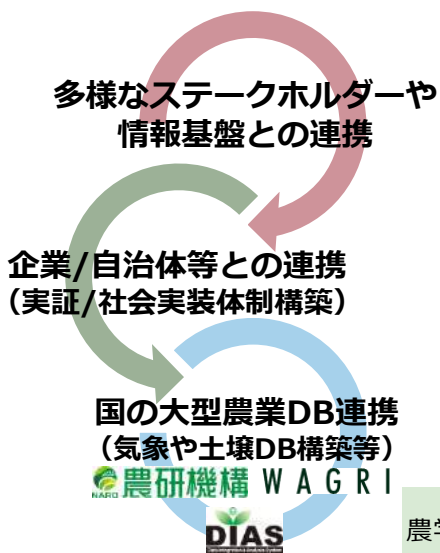 多様なステークホルダーや
情報基盤との連携
企業/自治体等との連携
（実証/社会実装体制構築）
国の大型農業DB連携
（気象や土壌DB構築等）
NARO 農研機構 WAGRI
DIAS
農学